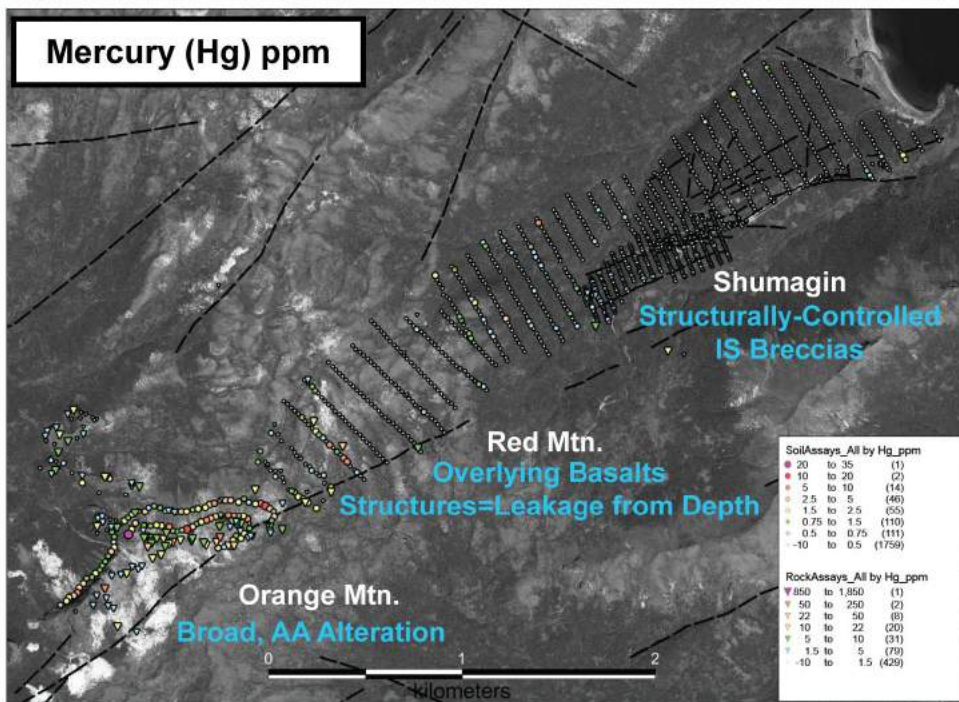 Mercury (Hg) ppm
Shumagin
Structurally-Controlled
IS Breccias
Red Mtn.
Overlying Basalts
Structures=Leakage from Depth
Orange Mtn.
Broad, AA Alteration
0 1 2
kilometers
SoilAssays_All by Hg_ppm
20 to 35 (1)
10 to 20 (2)
5 to 10 (14)
2.5 to 5 (46)
1.5 to 2.5 (55)
0.75 to 1.5 (110)
0.5 to 0.75 (111)
-10 to 0.5 (1759)
RockAssays_All by Hg_ppm
850 to 1,850 (1)
50 to 250 (2)
22 to 50 (8)
10 to 22 (20)
5 to 10 (31)
1.5 to 5 (79)
-10 to 1.5 (429)